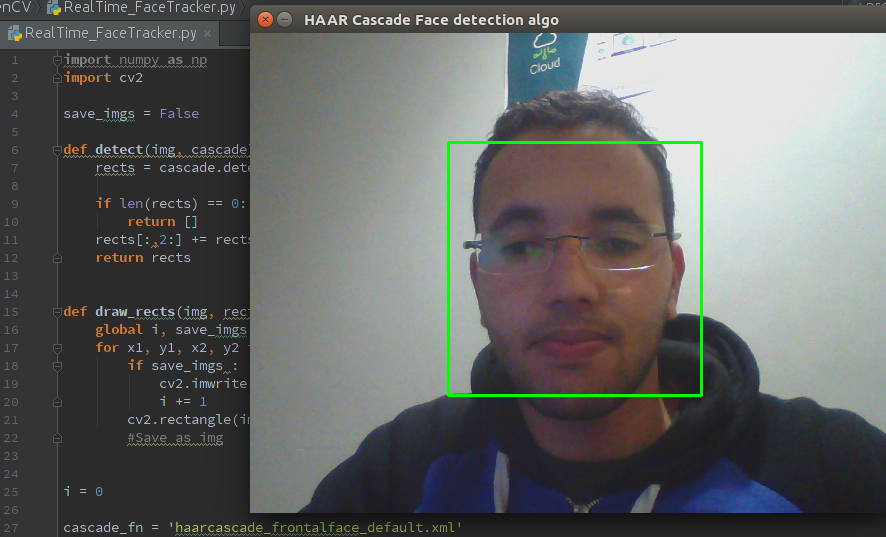 enCV
RealTime_FaceTracker.py
RealTime_FaceTracker.py
HAAR Cascade Face detection algo
Cloud
1 import numpy as np
2 import cv2
3
4 save_imgs = False
5
6 def detect(img, cascade)
7 rects = cascade.dete
8
9 if len(rects) == 0:
10 return []
11 rects[:,2:] += rects
12 return rects
13
14
15 def draw_rects(img, rect
16 global i, save_imgs
17 for x1, y1, x2, y2
18 if save_imgs :
19 cv2.imwrite
20 i += 1
21 cv2.rectangle(im
22 #Save as img
23
24
25 i = 0
26
27 cascade_fn = 'haarcascade_frontalface_default.xml'